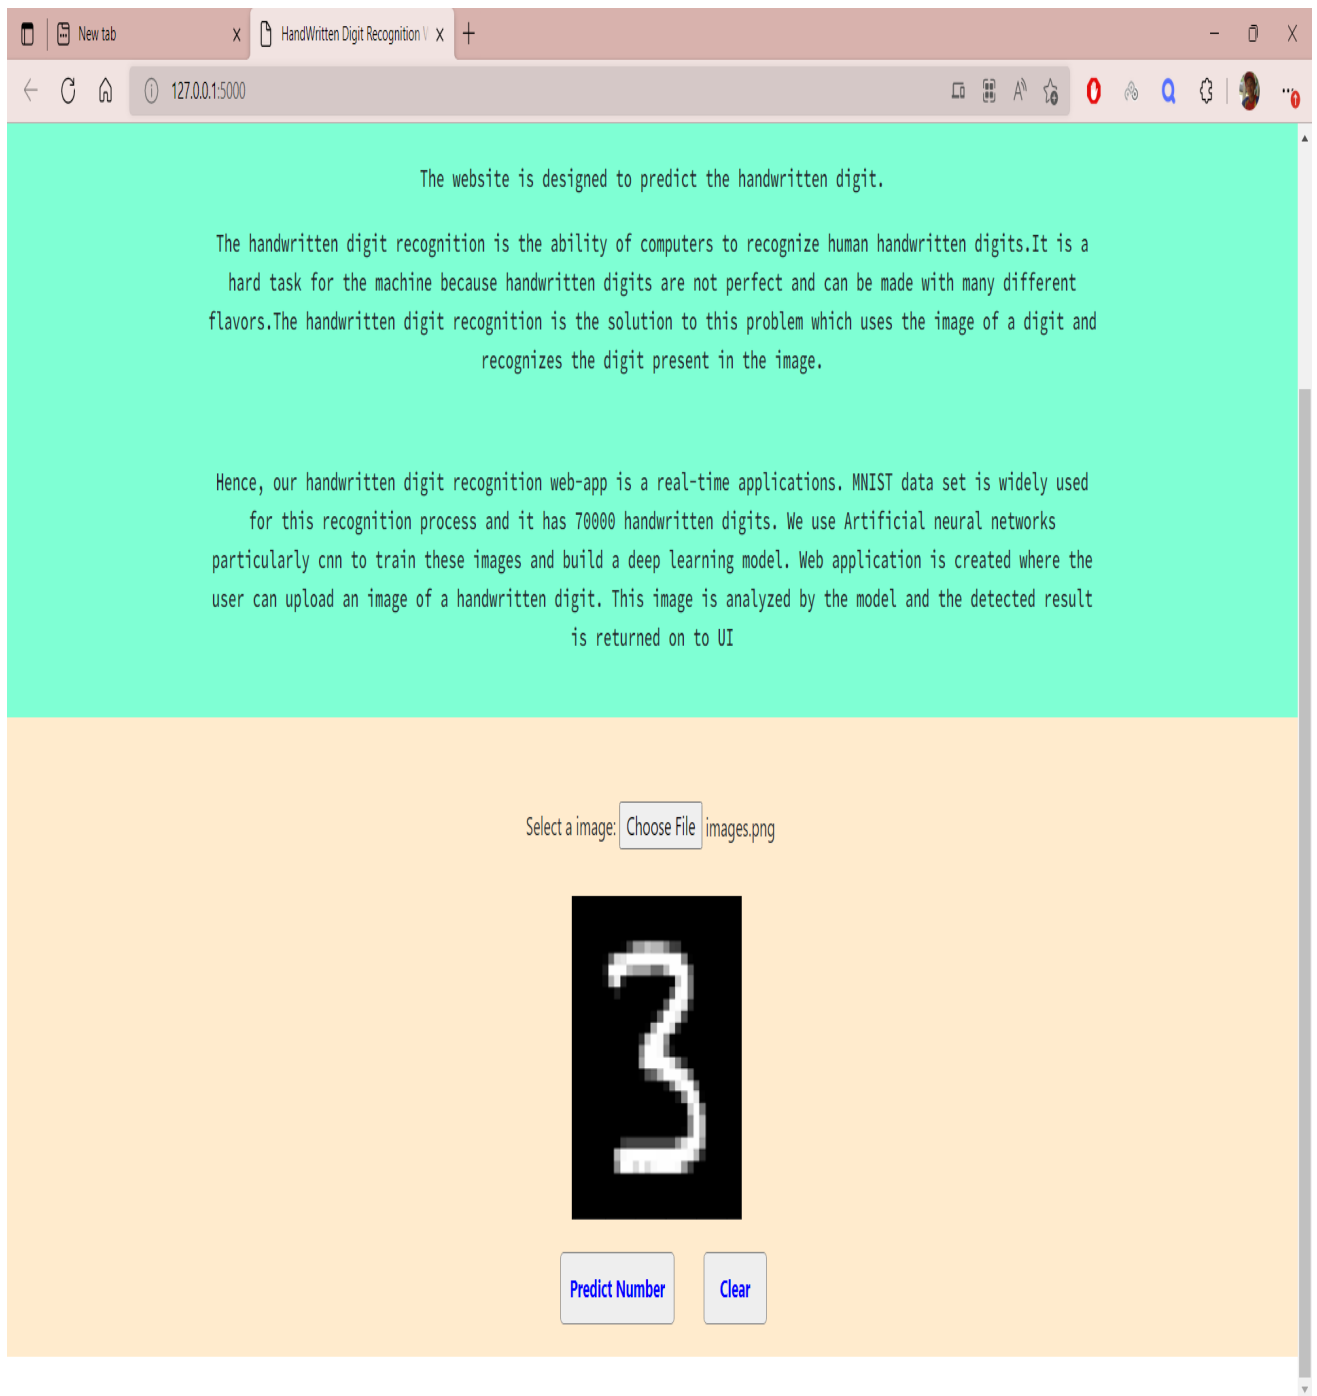 New tab
HandWritten Digit Recognition
127.0.0.1:5000
The website is designed to predict the handwritten digit.
The handwritten digit recognition is the ability of computers to recognize human handwritten digits.It is a
hard task for the machine because handwritten digits are not perfect and can be made with many different
flavors.The handwritten digit recognition is the solution to this problem which uses the image of a digit and
recognizes the digit present in the image.
Hence, our handwritten digit recognition web-app is a real-time applications. MNIST data set is widely used
for this recognition process and it has 70000 handwritten digits. We use Artificial neural networks
particularly cnn to train these images and build a deep learning model. Web application is created where the
user can upload an image of a handwritten digit. This image is analyzed by the model and the detected result
is returned on to UI
Select a image: Choose File images.png
3
Predict Number Clear